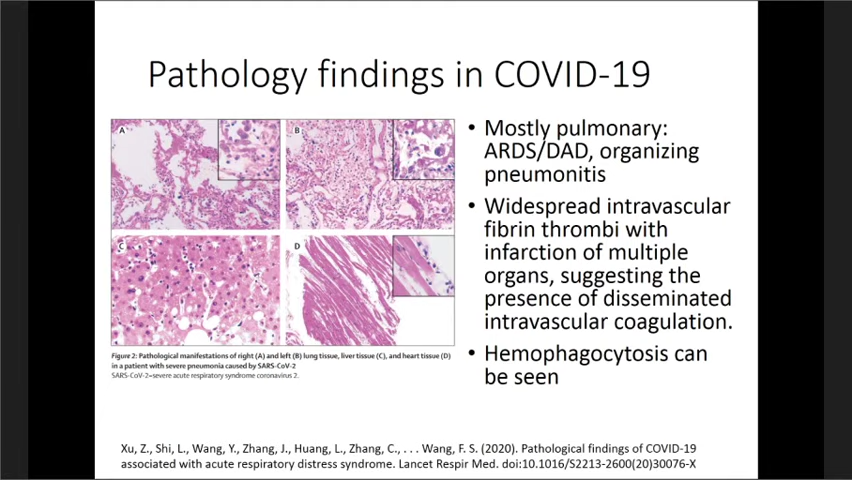 Pathology findings in COVID-19
A
B
C
D
Figure 2: Pathological manifestations of right (A) and left (B) lung tissue, liver tissue (C), and heart tissue (D)
in a patient with severe pneumonia caused by SARS-CoV-2
SARS-CoV-2=severe acute respiratory syndrome coronavirus 2.
• Mostly pulmonary:
ARDS/DAD, organizing
pneumonitis
• Widespread intravascular
fibrin thrombi with
infarction of multiple
organs, suggesting the
presence of disseminated
intravascular coagulation.
• Hemophagocytosis can
be seen
Xu, Z., Shi, L., Wang, Y., Zhang, J., Huang, L., Zhang, C., . . . Wang, F. S. (2020). Pathological findings of COVID-19
associated with acute respiratory distress syndrome. Lancet Respir Med. doi:10.1016/S2213-2600(20)30076-X